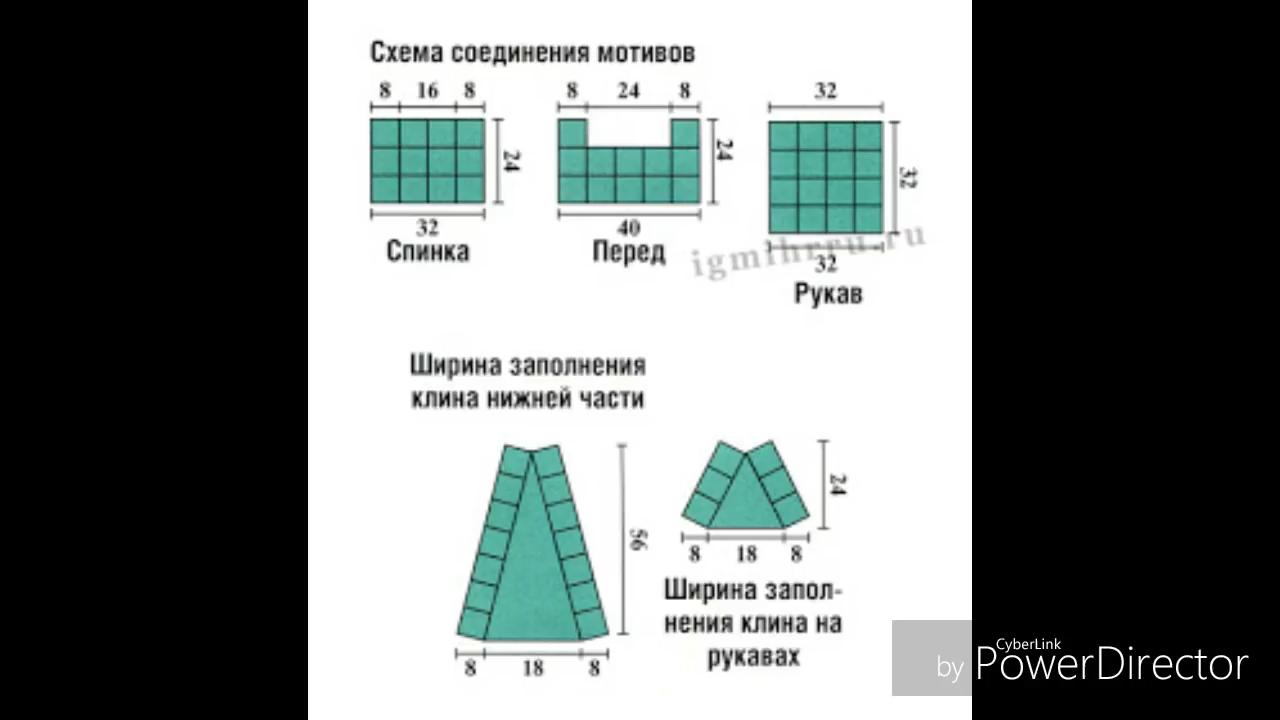 Схема соединения мотивов
8 16 8
24
32
Спинка
8 24 8
24
40
Перед
32
32
32
Рукав
igmihrru.ru
Ширина заполнения
клина нижней части
56
8 18 8
24
8 18 8
Ширина запол-
нения клина на
рукавах
by CyberLink
PowerDirector